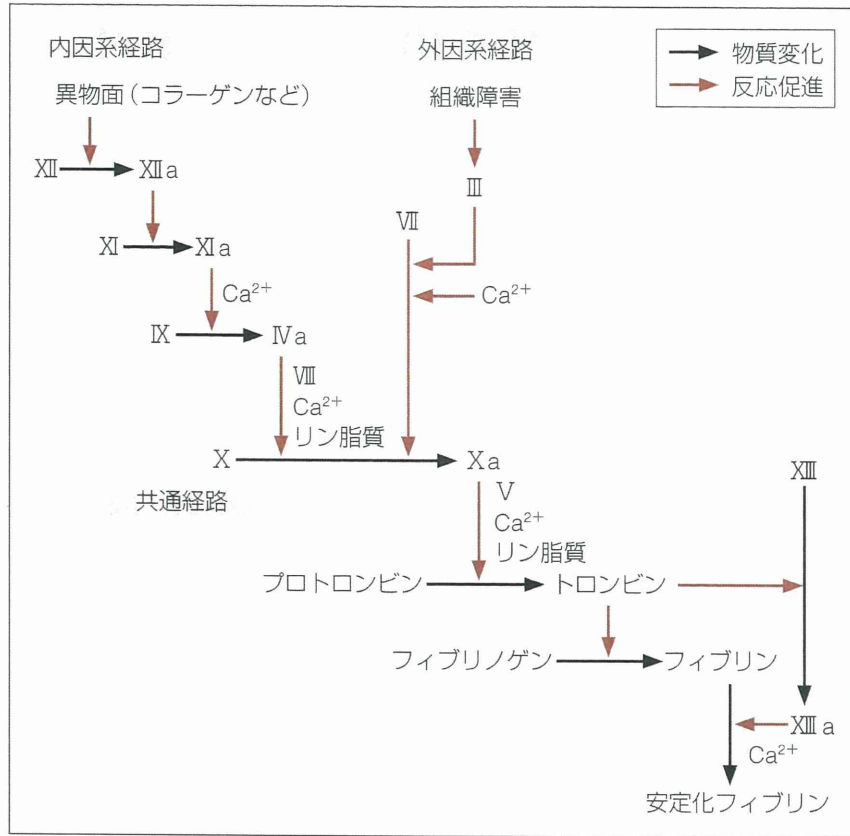 内因系経路
外因系経路
物質変化
反応促進
異物面(コラーゲンなど)
組織障害
Ⅻ
Ⅻa
Ⅲ
Ⅶ
Ⅺ
Ⅺa
Ca²⁺
Ca²⁺
Ⅸ
Ⅳa
Ⅷ
Ca²⁺
リン脂質
Ⅹ
Ⅹa
XIII
共通経路
Ⅴ
Ca²⁺
リン脂質
プロトロンビン
トロンビン
フィブリノゲン
フィブリン
XIIIa
Ca²⁺
安定化フィブリン